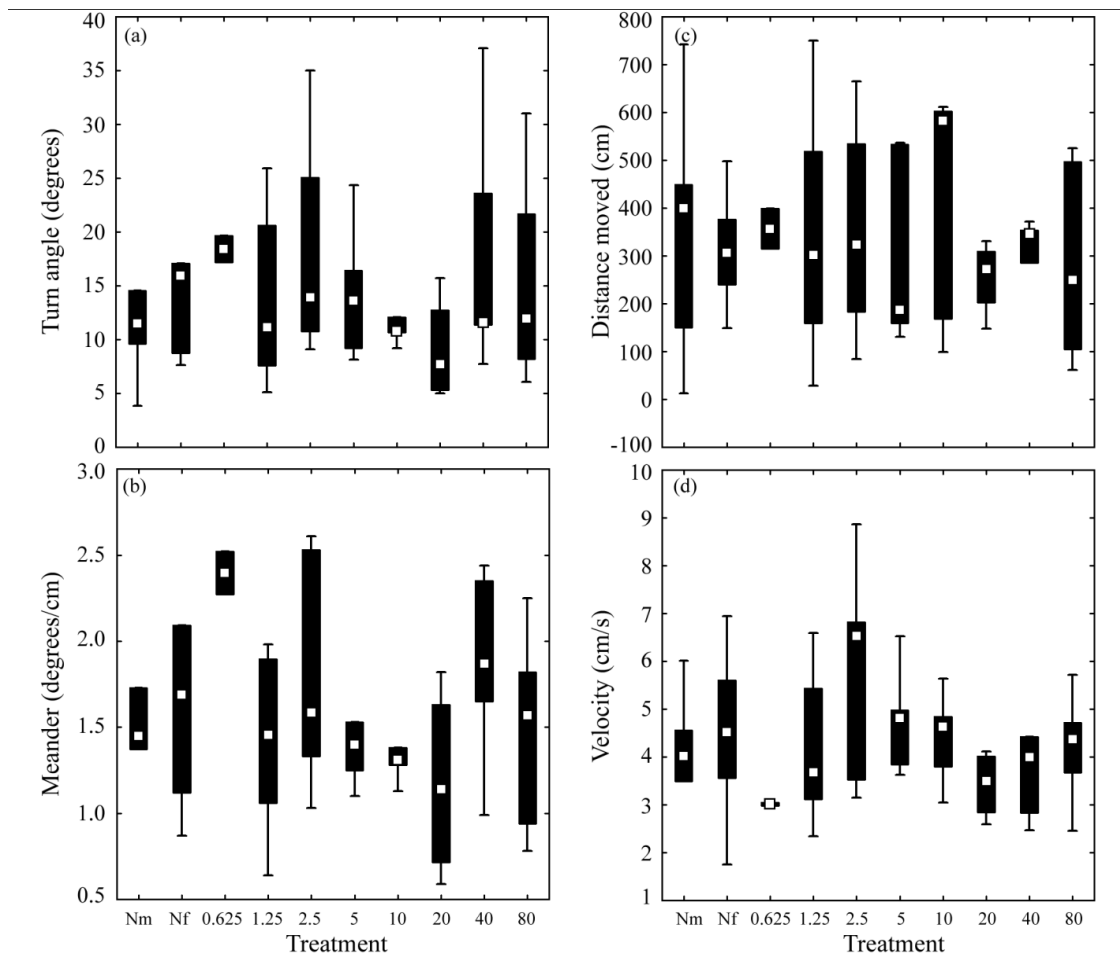 (a)
Turn angle (degrees)
40
35
30
25
20
15
10
5
0
(c)
Distance moved (cm)
800
700
600
500
400
300
200
100
0
-100
(b)
Meander (degrees/cm)
3.0
2.5
2.0
1.5
1.0
0.5
Nm Nf 0.625 1.25 2.5 5 10 20 40 80
Treatment
(d)
Velocity (cm/s)
10
9
8
7
6
5
4
3
2
1
Nm Nf 0.625 1.25 2.5 5 10 20 40 80
Treatment